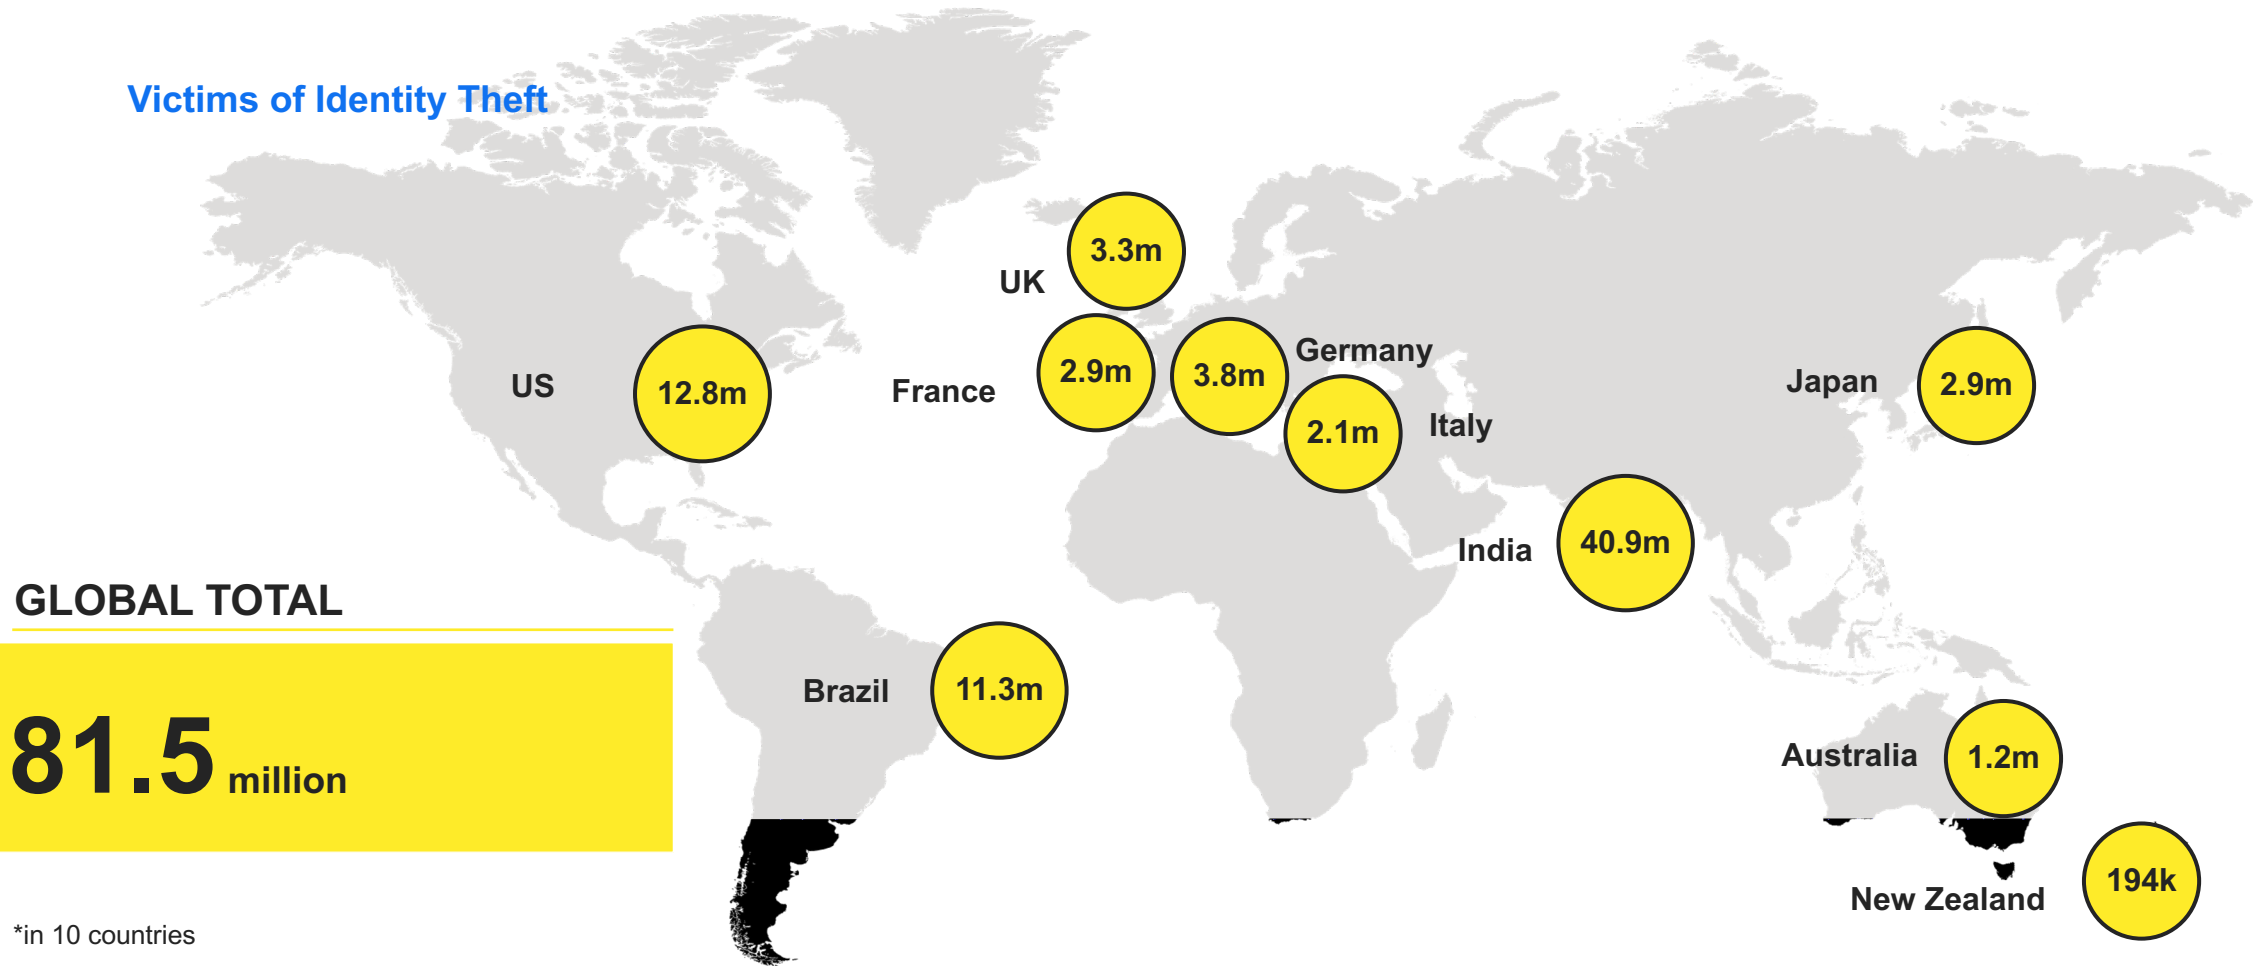 Victims of Identity Theft
UK
3.3m
US
12.8m
France
2.9m
3.8m
Germany
2.1m
Italy
Japan
2.9m
India
40.9m
GLOBAL TOTAL
81.5 million
Brazil
11.3m
Australia
1.2m
New Zealand
194k
*in 10 countries